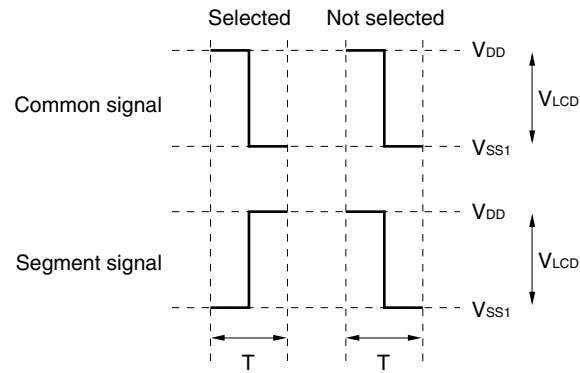 Selected Not selected
VDD
Common signal
VLCD
VSS1
VDD
Segment signal
VLCD
VSS1
T T